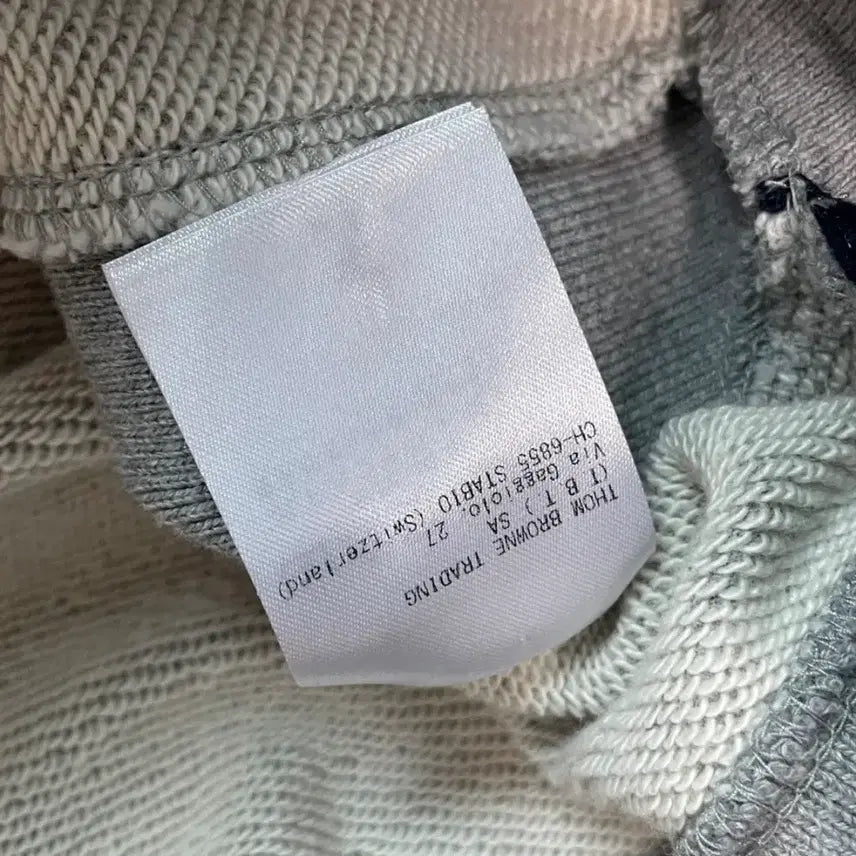 THOM BROWNE TRADING
(T B T ) SA
Via Gaggiolo, 27
CH-6855 STABIO (Switzerland)